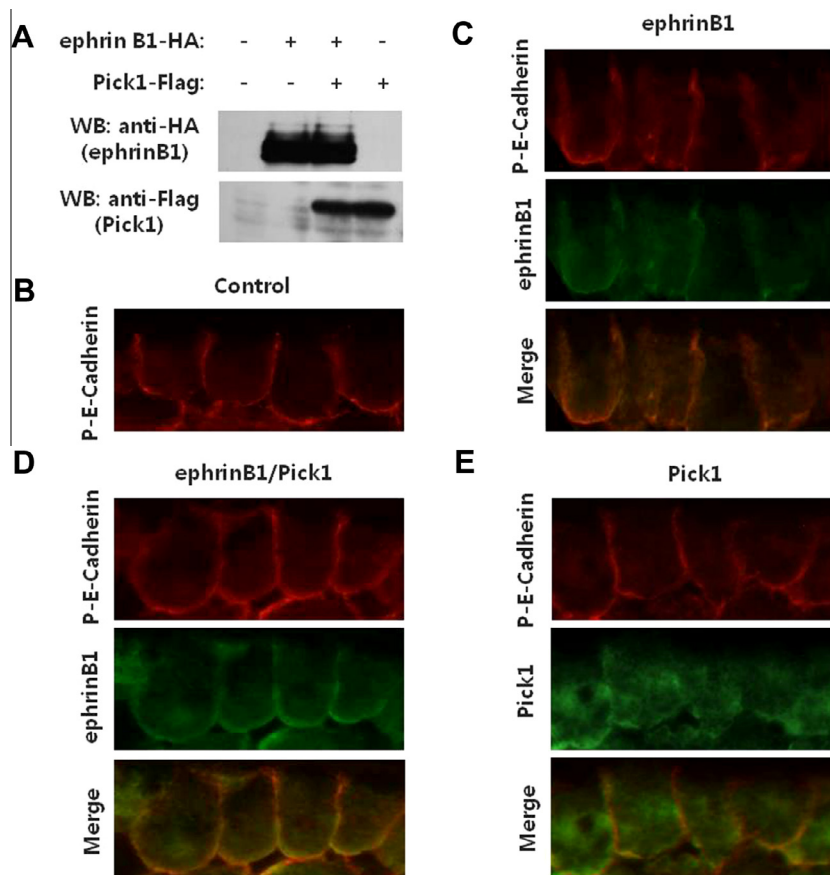 A
ephrin B1-HA: - + + -
Pick1-Flag: - - + +
WB: anti-HA
(ephrinB1)
WB: anti-Flag
(Pick1)
B
Control
P-E-Cadherin
C
ephrinB1
P-E-Cadherin
ephrinB1
Merge
D
ephrinB1/Pick1
P-E-Cadherin
ephrinB1
Merge
E
Pick1
P-E-Cadherin
Pick1
Merge